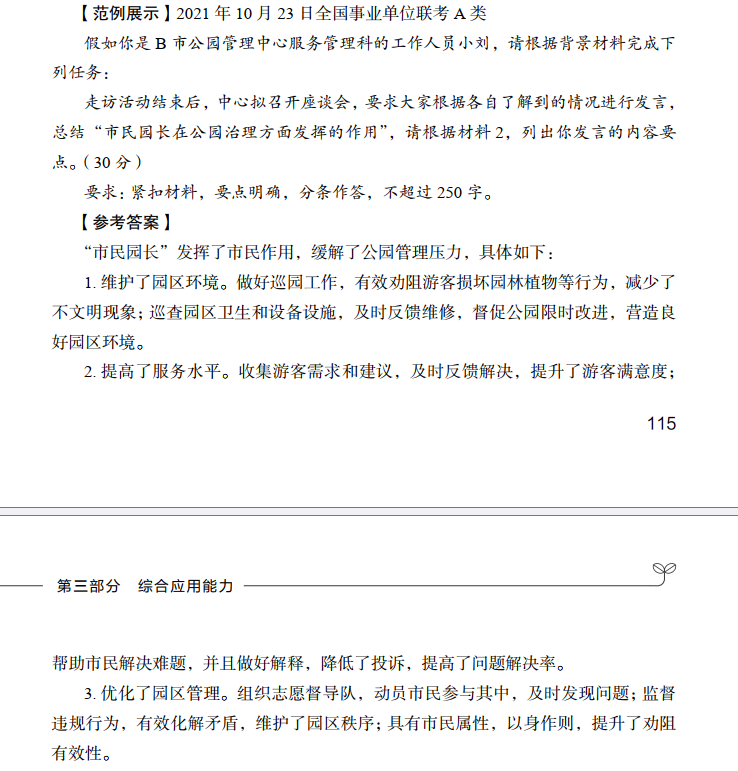 【范例展示】2021 年 10 月 23 日全国事业单位联考 A 类
假如你是 B 市公园管理中心服务管理科的工作人员小刘，请根据背景材料完成下
列任务：
走访活动结束后，中心拟召开座谈会，要求大家根据各自了解到的情况进行发言，
总结“市民园长在公园治理方面发挥的作用”，请根据材料 2，列出你发言的内容要
点。（30 分）
要求：紧扣材料，要点明确，分条作答，不超过 250 字。
【参考答案】
“市民园长”发挥了市民作用，缓解了公园管理压力，具体如下：
1. 维护了园区环境。做好巡园工作，有效劝阻游客损坏园林植物等行为，减少了
不文明现象；巡查园区卫生和设备设施，及时反馈维修，督促公园限时改进，营造良
好园区环境。
2. 提高了服务水平。收集游客需求和建议，及时反馈解决，提升了游客满意度；
115
第三部分 综合应用能力
帮助市民解决难题，并且做好解释，降低了投诉，提高了问题解决率。
3. 优化了园区管理。组织志愿督导队，动员市民参与其中，及时发现问题；监督
违规行为，有效化解矛盾，维护了园区秩序；具有市民属性，以身作则，提升了劝阻
有效性。